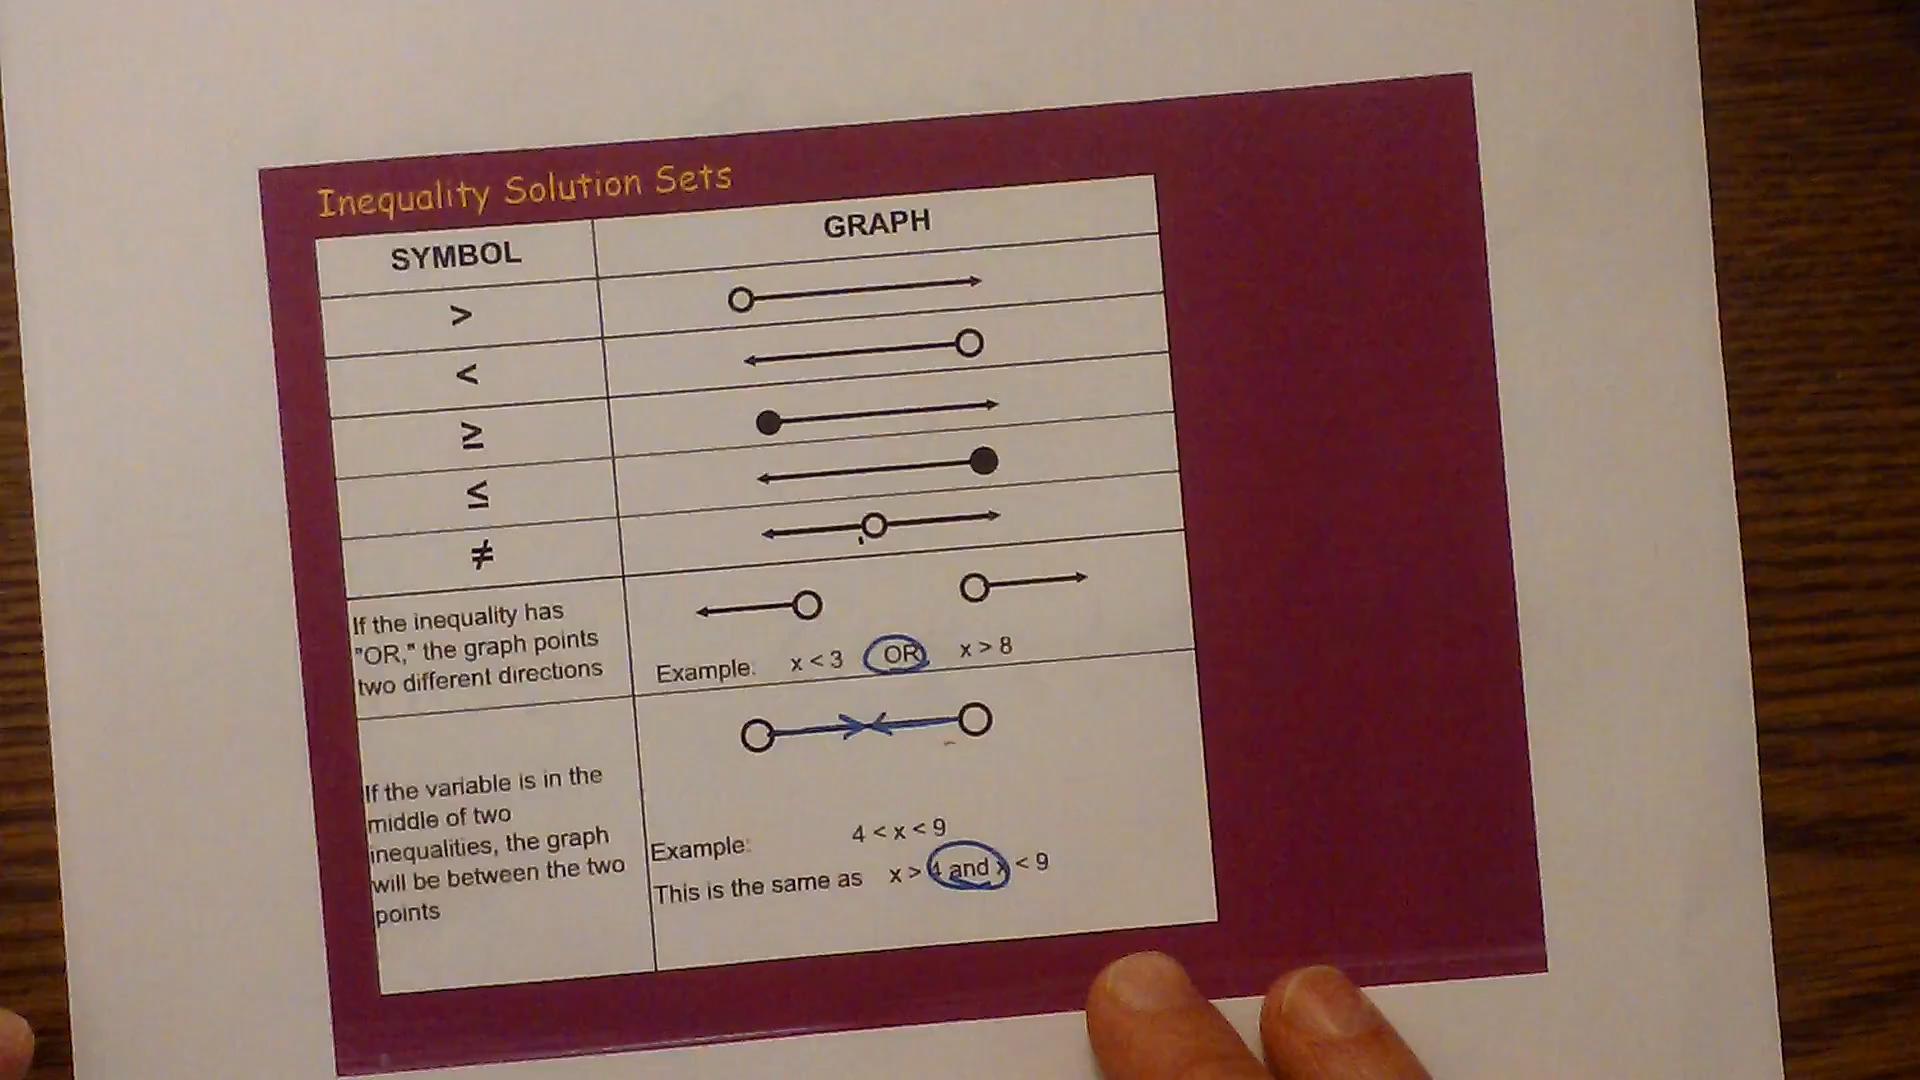 Inequality Solution Sets
SYMBOL
GRAPH
>
<
≥
≤
≠
If the inequality has
"OR," the graph points
two different directions
Example: x < 3 OR x > 8
If the variable is in the
middle of two
inequalities, the graph
will be between the two
points
Example: 4 < x < 9
This is the same as x > 4 and x < 9